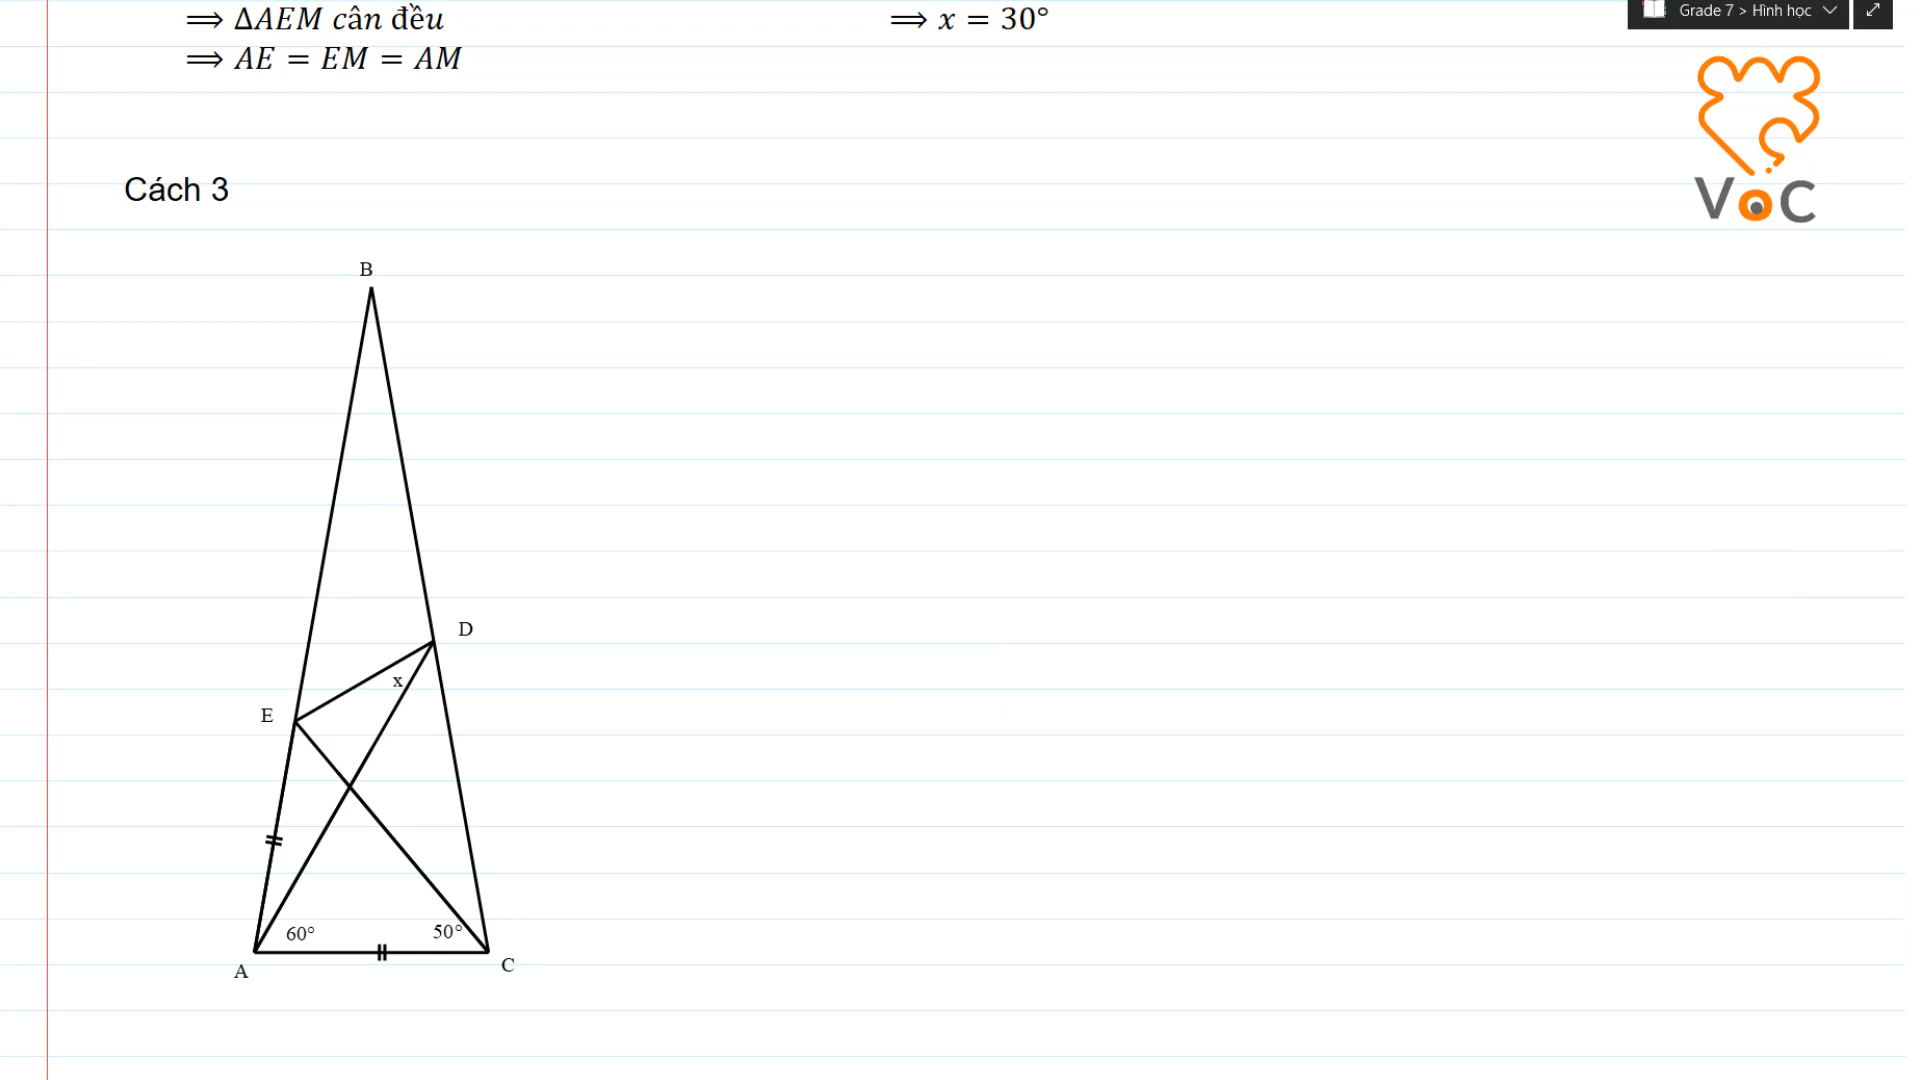 ⟹ ΔAEM cân đều
⟹ x = 30°
Grade 7 > Hình học
⟹ AE = EM = AM
VOC
Cách 3
B
D
x
E
60°
50°
A
C